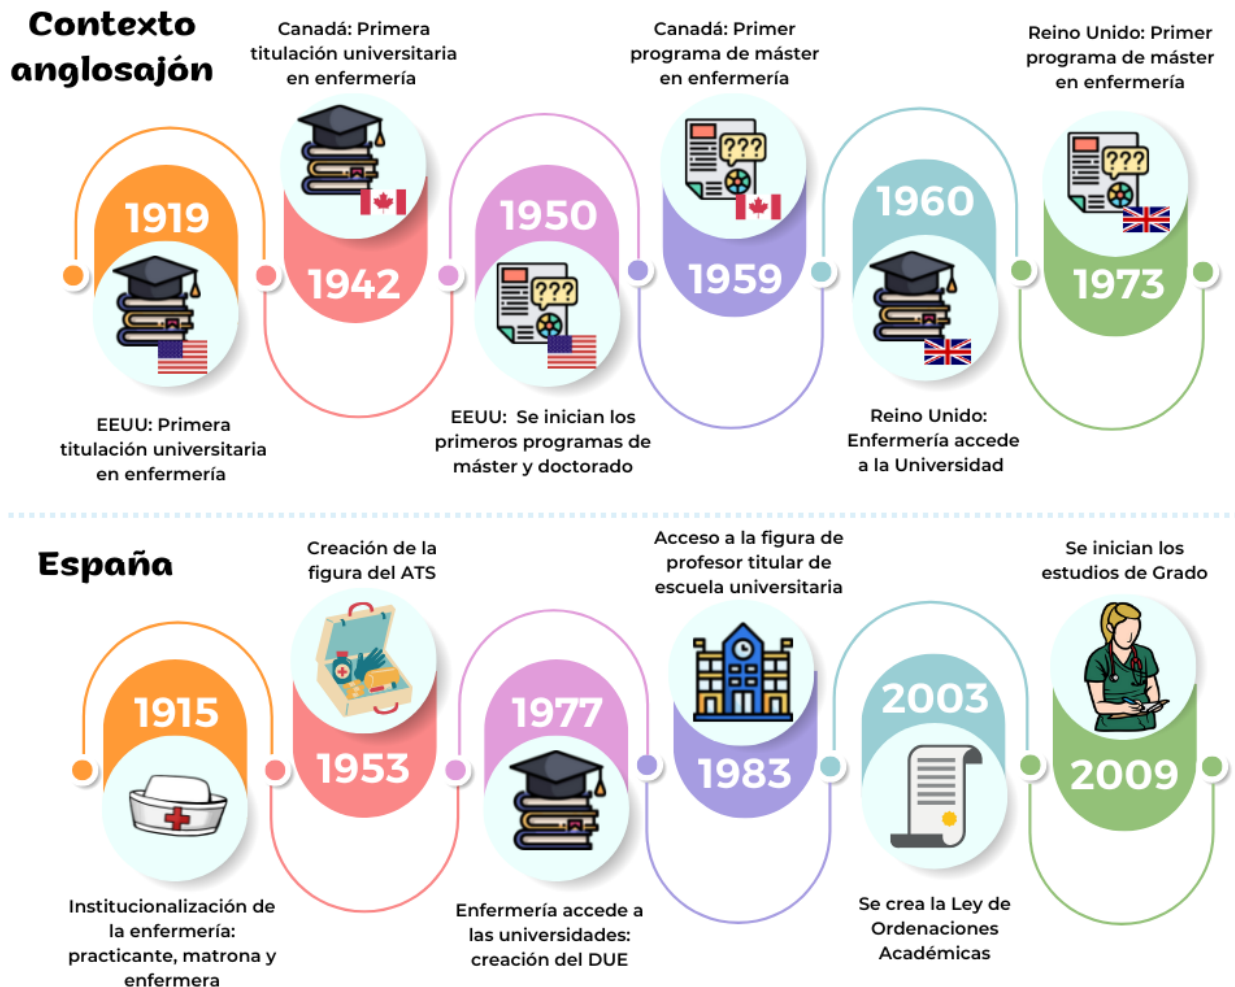 Contexto
anglosajón
Canadá: Primera
titulación universitaria
en enfermería
Canadá: Primer
programa de máster
en enfermería
Reino Unido: Primer
programa de máster
en enfermería
1919
1942
1950
???
1959
???
1960
1973
???
EEUU: Primera
titulación universitaria
en enfermería
EEUU: Se inician los
primeros programas de
máster y doctorado
Reino Unido:
Enfermería accede
a la Universidad
España
Creación de la
figura del ATS
Acceso a la figura de
profesor titular de
escuela universitaria
Se inician los
estudios de Grado
1915
1953
1977
1983
2003
2009
Institucionalización de
la enfermería:
practicante, matrona y
enfermera
Enfermería accede a
las universidades:
creación del DUE
Se crea la Ley de
Ordenaciones
Académicas